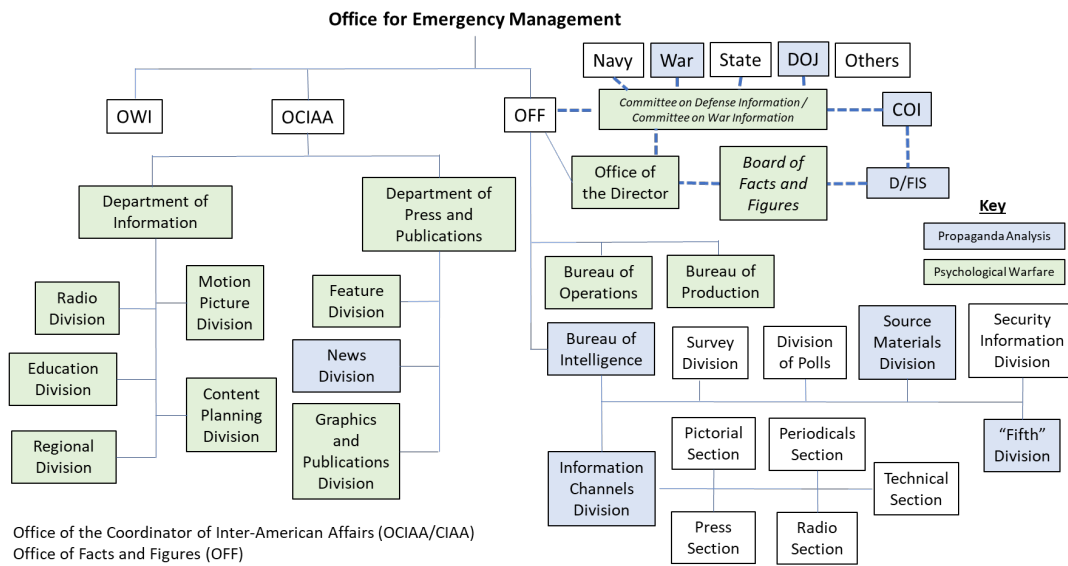 Office for Emergency Management
Navy
War
State
DOJ
Others
OWI
OCIAA
OFF
Committee on Defense Information /
Committee on War Information
COI
Office of
the Director
Board of
Facts and
Figures
D/FIS
Key
Propaganda Analysis
Psychological Warfare
Department of
Information
Department of
Press and
Publications
Bureau of
Operations
Bureau of
Production
Radio
Division
Motion
Picture
Division
Feature
Division
Education
Division
News
Division
Content
Planning
Division
Regional
Division
Graphics
and
Publications
Division
Bureau of
Intelligence
Survey
Division
Division
of Polls
Source
Materials
Division
Security
Information
Division
Information
Channels
Division
Pictorial
Section
Periodicals
Section
"Fifth"
Division
Technical
Section
Press
Section
Radio
Section
Office of the Coordinator of Inter-American Affairs (OCIAA/CIAA)
Office of Facts and Figures (OFF)